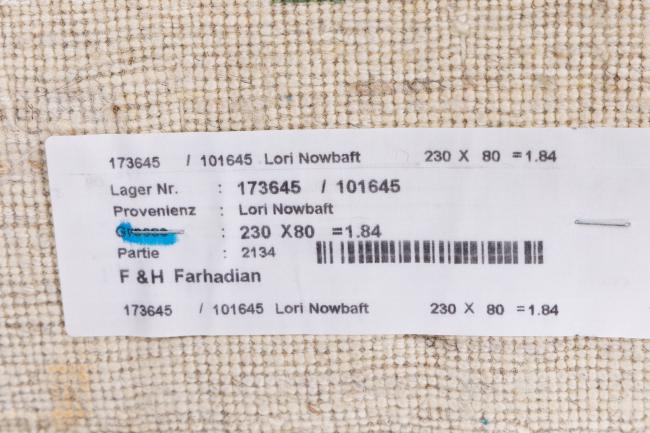 173645 / 101645 Lori Nowbaft 230 X 80 =1.84
Lager Nr. : 173645 / 101645
Provenienz : Lori Nowbaft
: 230 X80 =1.84
Partie : 2134
F &H Farhadian
173645 / 101645 Lori Nowbaft 230 X 80 =1.84